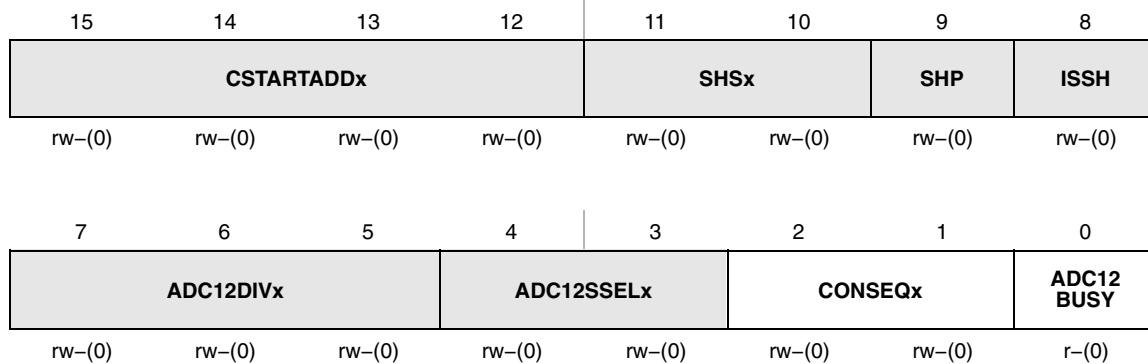 15 14 13 12 11 10 9 8
CSTARTADDx SHSx SHP ISSH
rw−(0) rw−(0) rw−(0) rw−(0) rw−(0) rw−(0) rw−(0) rw−(0)
7 6 5 4 3 2 1 0
ADC12DIVx ADC12SSELx CONSEQx ADC12
BUSY
rw−(0) rw−(0) rw−(0) rw−(0) rw−(0) rw−(0) rw−(0) r−(0)